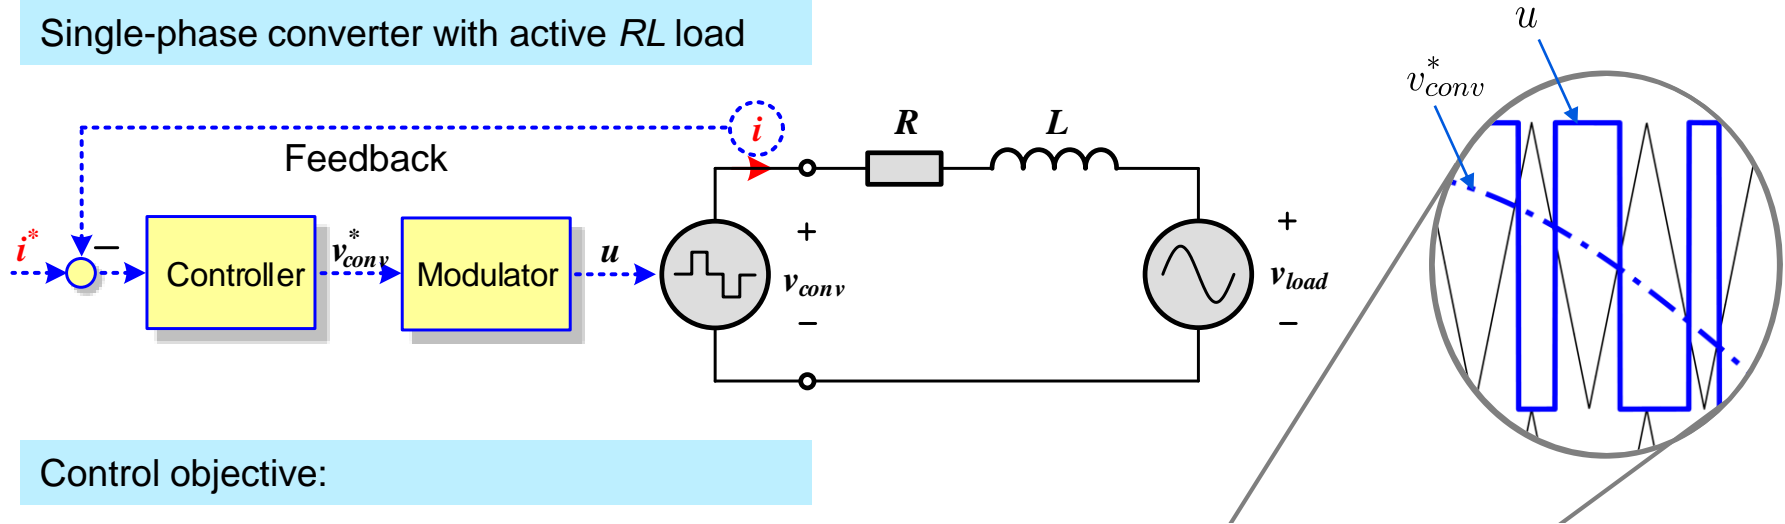 Single-phase converter with active RL load
u
v*conv
i
R
L
Feedback
i*
−
Controller
v*conv
Modulator
u
+
vconv
−
+
vload
−
Control objective: